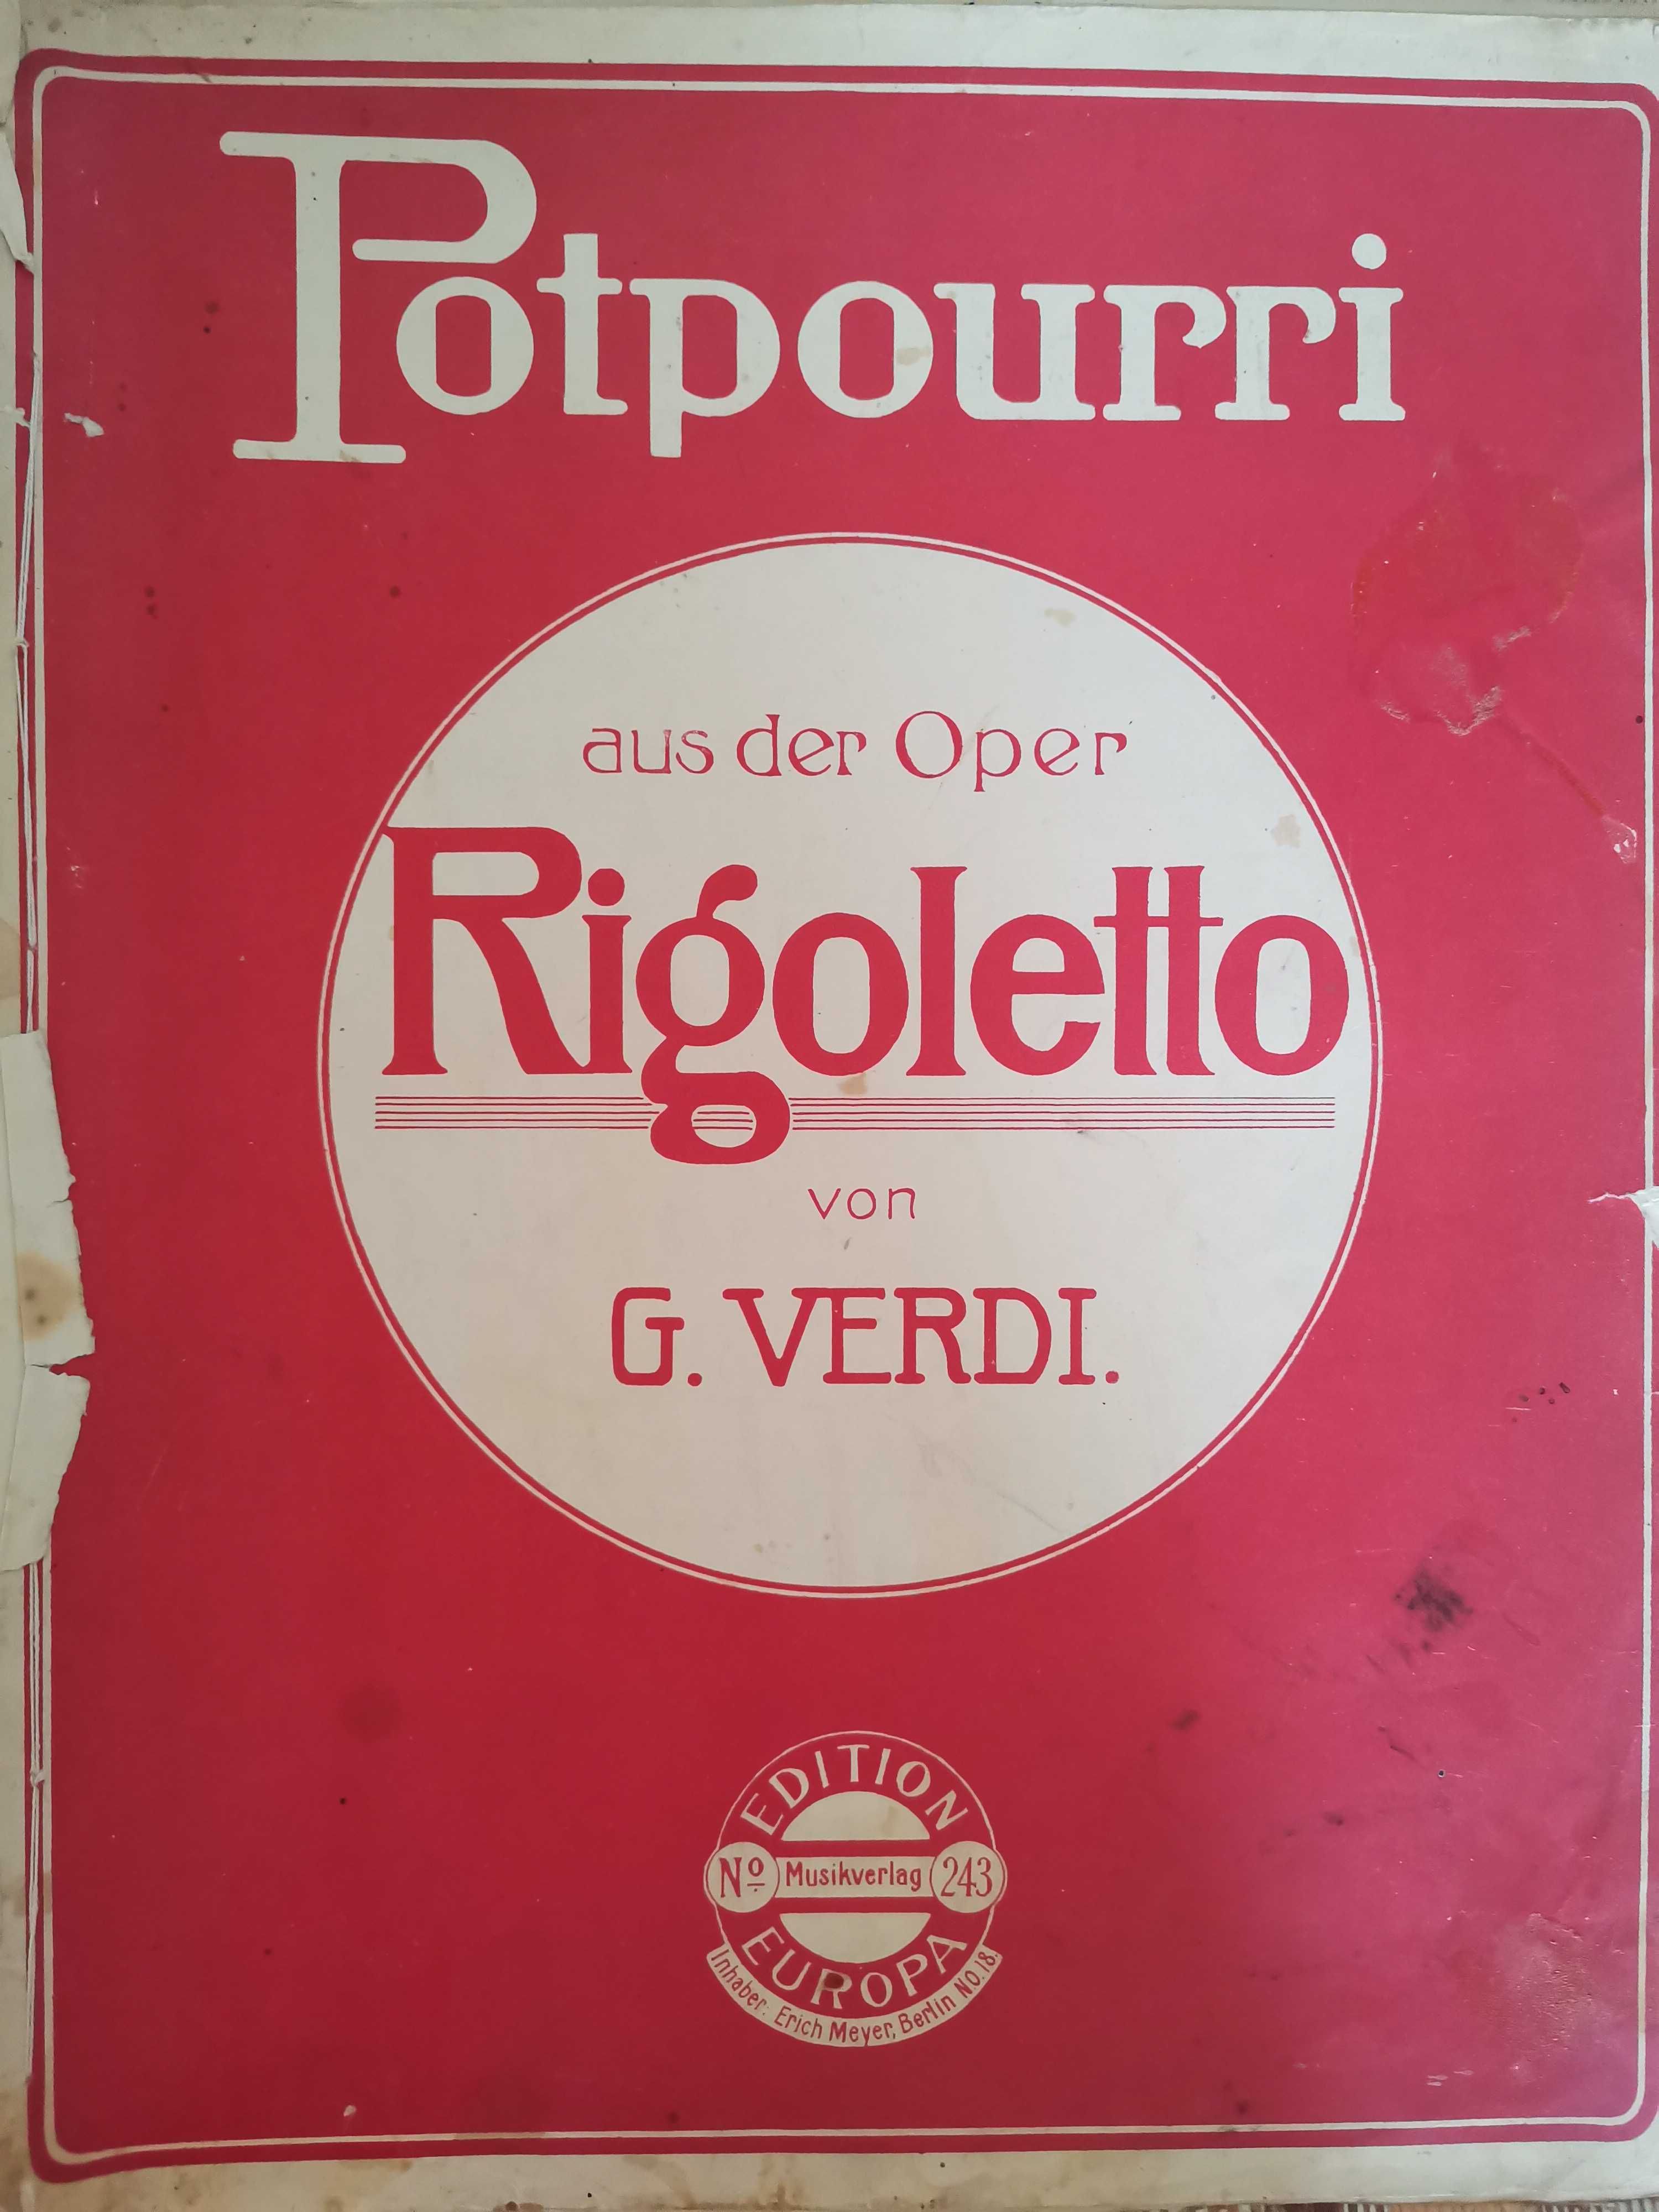 Potpourri
aus der Oper
Rigoletto
von
G. VERDI.
EDITION
No Musikverlag 243
EUROPA
Inhaber: Erich Meyer, Berlin NO. 18.